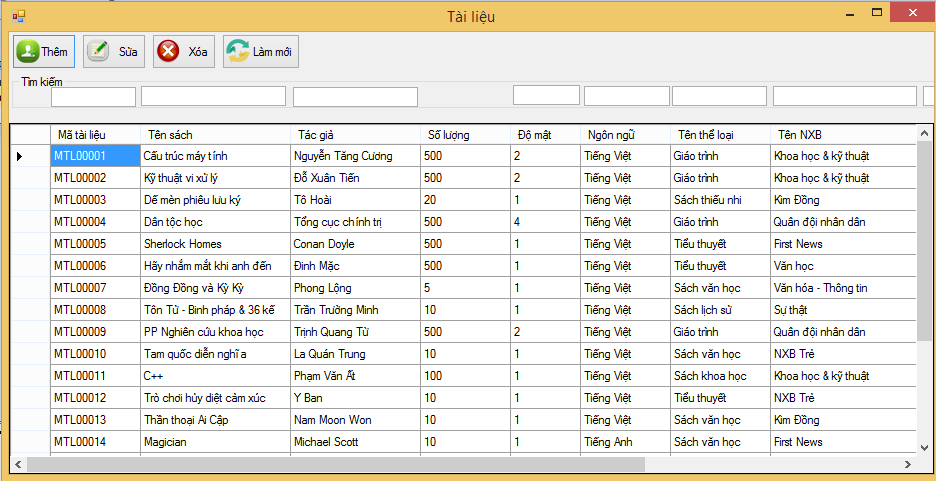 Tài liệu
Thêm Sửa Xóa Làm mới
Tìm kiếm
Mã tài liệu Tên sách Tác giả Số lượng Độ mật Ngôn ngữ Tên thể loại Tên NXB
MTL00001 Cấu trúc máy tính Nguyễn Tăng Cương 500 2 Tiếng Việt Giáo trình Khoa học & kỹ thuật
MTL00002 Kỹ thuật vi xử lý Đỗ Xuân Tiến 500 2 Tiếng Việt Giáo trình Khoa học & kỹ thuật
MTL00003 Dế mèn phiêu lưu ký Tô Hoài 20 1 Tiếng Việt Sách thiếu nhi Kim Đồng
MTL00004 Dân tộc học Tổng cục chính trị 500 4 Tiếng Việt Giáo trình Quân đội nhân dân
MTL00005 Sherlock Homes Conan Doyle 500 1 Tiếng Việt Tiểu thuyết First News
MTL00006 Hãy nhắm mắt khi anh đến Đinh Mặc 500 1 Tiếng Việt Tiểu thuyết Văn học
MTL00007 Đồng Đồng và Kỳ Kỳ Phong Lộng 5 1 Tiếng Việt Sách văn học Văn hóa - Thông tin
MTL00008 Tôn Tử - Binh pháp & 36 kế Trần Trường Minh 10 1 Tiếng Việt Sách lịch sử Sự thật
MTL00009 PP Nghiên cứu khoa học Trịnh Quang Từ 500 2 Tiếng Việt Giáo trình Quân đội nhân dân
MTL00010 Tam quốc diễn nghĩa La Quán Trung 10 1 Tiếng Việt Sách văn học NXB Trẻ
MTL00011 C++ Phạm Văn Ất 100 1 Tiếng Việt Sách khoa học Khoa học & kỹ thuật
MTL00012 Trò chơi hủy diệt cảm xúc Y Ban 10 1 Tiếng Việt Tiểu thuyết NXB Trẻ
MTL00013 Thần thoại Ai Cập Nam Moon Won 10 1 Tiếng Việt Sách văn học Kim Đồng
MTL00014 Magician Michael Scott 10 1 Tiếng Anh Sách văn học First News